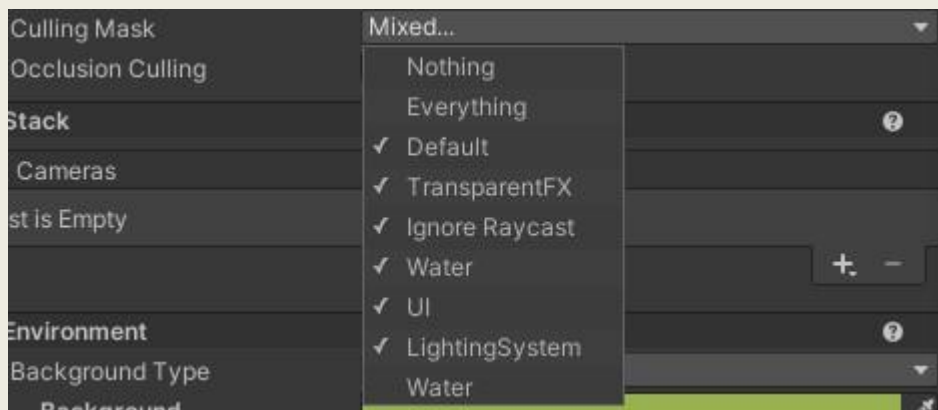 Culling Mask Mixed...
Occlusion Culling
Nothing
Everything
Stack
Default
Cameras
TransparentFX
st is Empty
Ignore Raycast
Water
UI
Environment
LightingSystem
Background Type
Water
Background